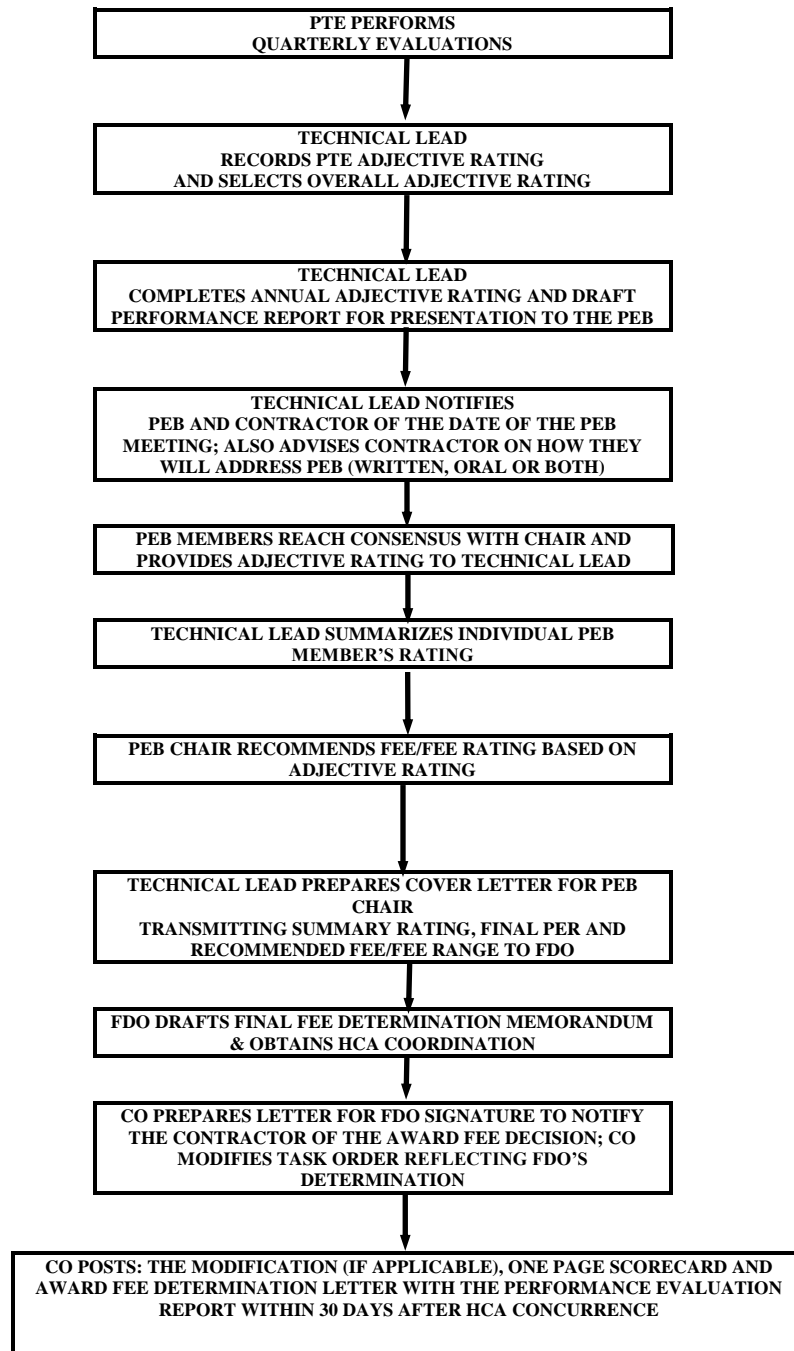 PTE PERFORMS
QUARTERLY EVALUATIONS
TECHNICAL LEAD
RECORDS PTE ADJECTIVE RATING
AND SELECTS OVERALL ADJECTIVE RATING
TECHNICAL LEAD
COMPLETES ANNUAL ADJECTIVE RATING AND DRAFT
PERFORMANCE REPORT FOR PRESENTATION TO THE PEB
TECHNICAL LEAD NOTIFIES
PEB AND CONTRACTOR OF THE DATE OF THE PEB
MEETING; ALSO ADVISES CONTRACTOR ON HOW THEY
WILL ADDRESS PEB (WRITTEN, ORAL OR BOTH)
PEB MEMBERS REACH CONSENSUS WITH CHAIR AND
PROVIDES ADJECTIVE RATING TO TECHNICAL LEAD
TECHNICAL LEAD SUMMARIZES INDIVIDUAL PEB
MEMBER’S RATING
PEB CHAIR RECOMMENDS FEE/FEE RATING BASED ON
ADJECTIVE RATING
TECHNICAL LEAD PREPARES COVER LETTER FOR PEB
CHAIR
TRANSMITTING SUMMARY RATING, FINAL PER AND
RECOMMENDED FEE/FEE RANGE TO FDO
FDO DRAFTS FINAL FEE DETERMINATION MEMORANDUM
& OBTAINS HCA COORDINATION
CO PREPARES LETTER FOR FDO SIGNATURE TO NOTIFY
THE CONTRACTOR OF THE AWARD FEE DECISION; CO
MODIFIES TASK ORDER REFLECTING FDO’S
DETERMINATION
CO POSTS: THE MODIFICATION (IF APPLICABLE), ONE PAGE SCORECARD AND
AWARD FEE DETERMINATION LETTER WITH THE PERFORMANCE EVALUATION
REPORT WITHIN 30 DAYS AFTER HCA CONCURRENCE